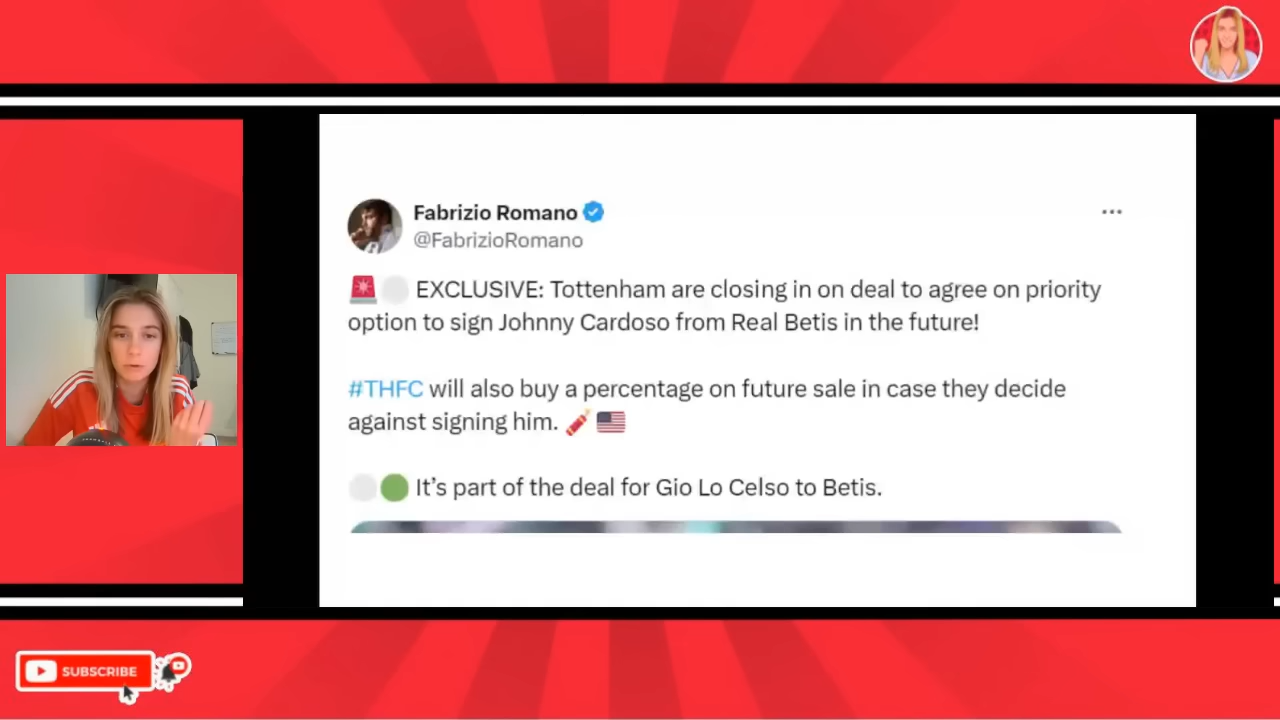 Fabrizio Romano
@FabrizioRomano
EXCLUSIVE: Tottenham are closing in on deal to agree on priority
option to sign Johnny Cardoso from Real Betis in the future!
#THFC will also buy a percentage on future sale in case they decide
against signing him.
It’s part of the deal for Gio Lo Celso to Betis.
SUBSCRIBE